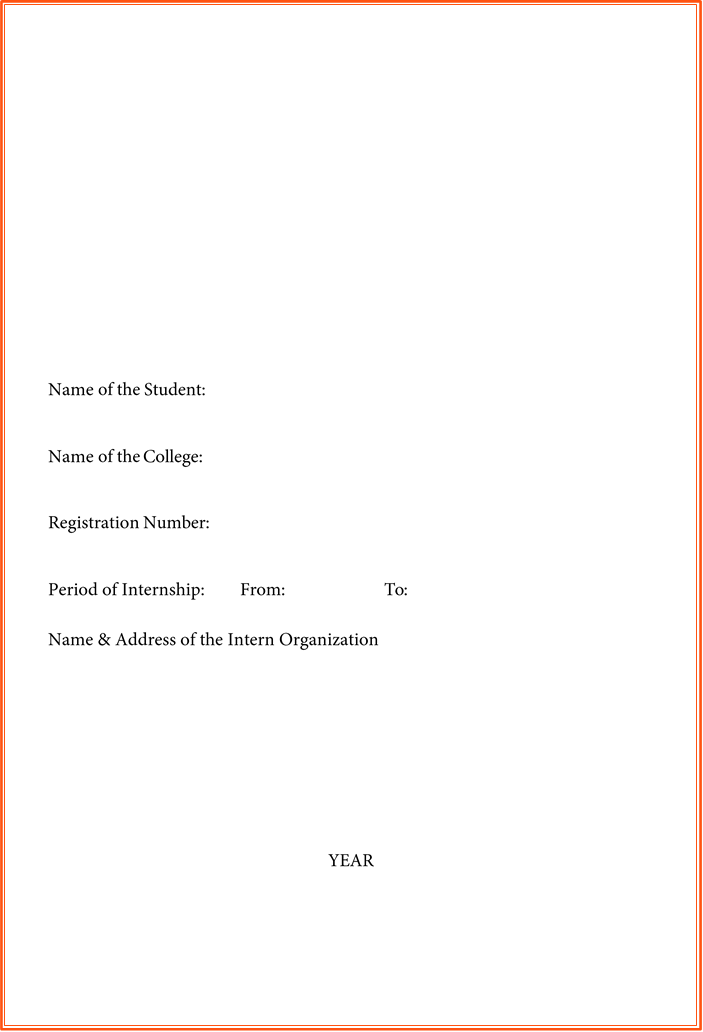 Name of the Student:
Name of the College:
Registration Number:
Period of Internship: From: To:
Name & Address of the Intern Organization
YEAR